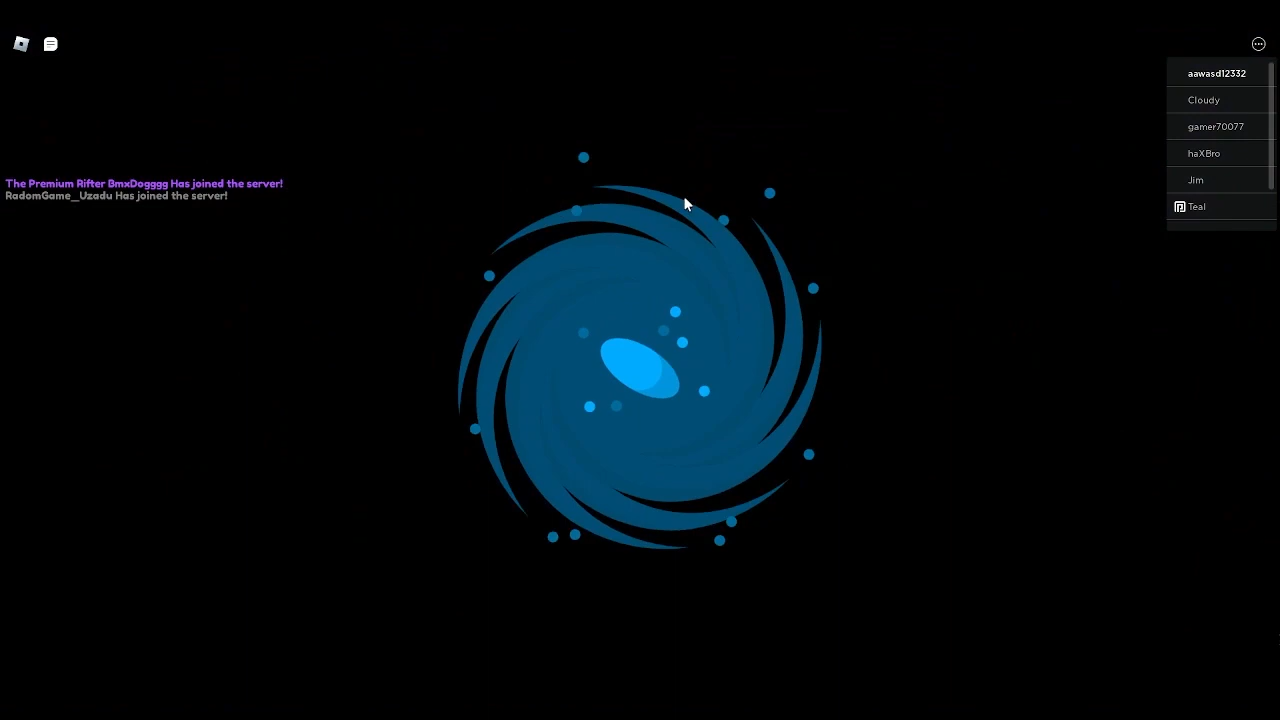 aawasd12332
Cloudy
gamer70077
haXBro
Jim
Teal
The Premium Rifter BmxDogggg Has joined the server!
RadomGame_Uzadu Has joined the server!